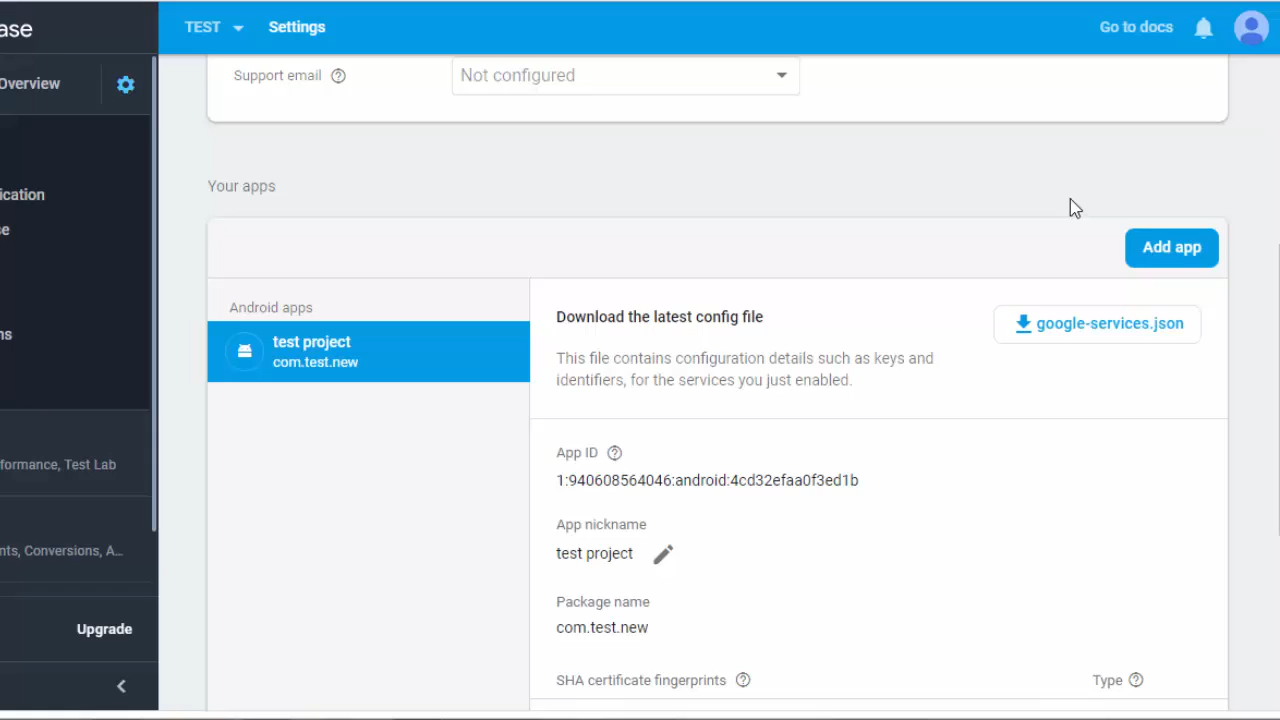 ase
TEST
Settings
Go to docs
Overview
Support email
Not configured
ication
se
ns
formance, Test Lab
nts, Conversions, A...
Upgrade
Your apps
Add app
Android apps
test project
com.test.new
Download the latest config file
google-services.json
This file contains configuration details such as keys and
identifiers, for the services you just enabled.
App ID
1:940608564046:android:4cd32efaa0f3ed1b
App nickname
test project
Package name
com.test.new
SHA certificate fingerprints
Type